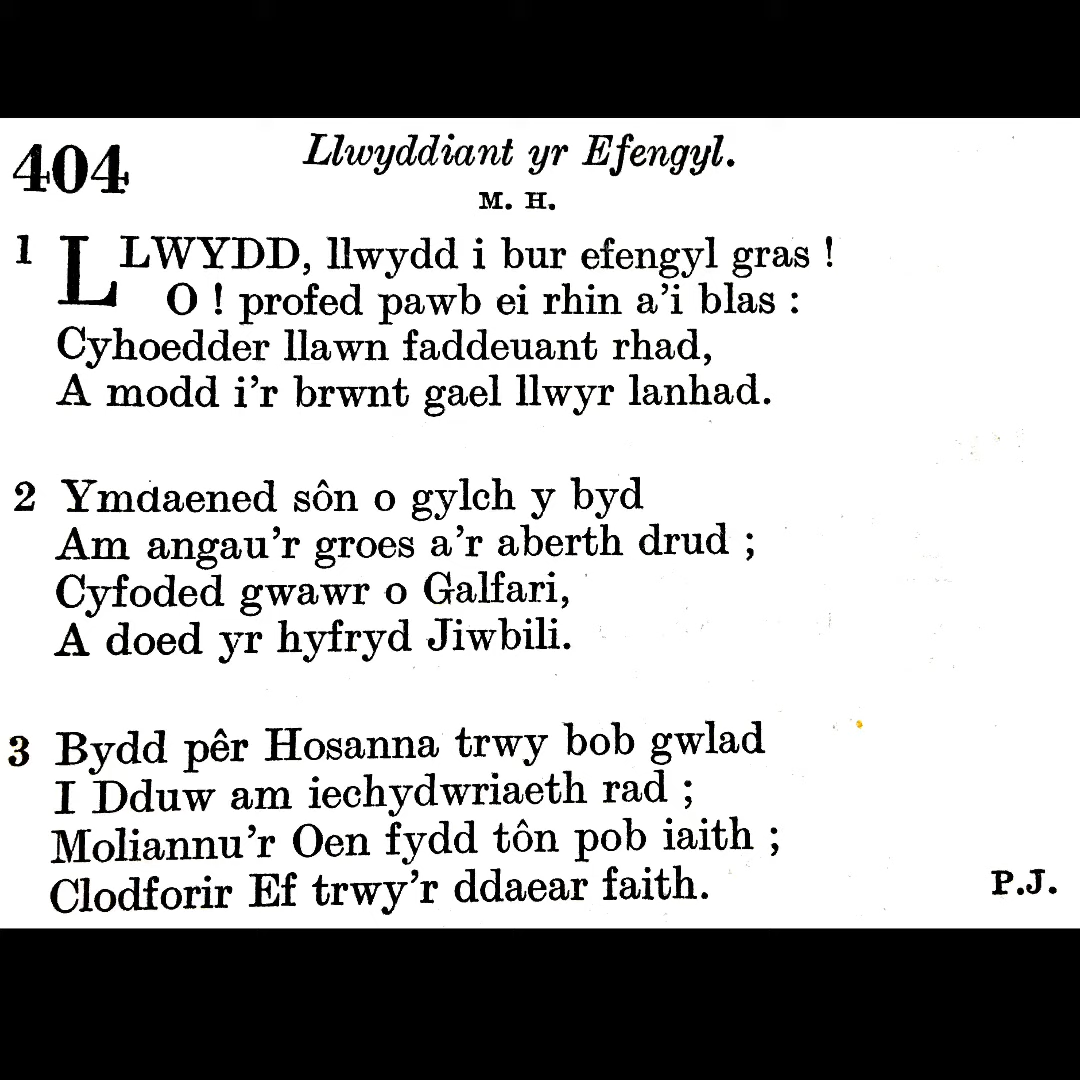 404
Llwyddiant yr Efengyl.
M. H.
1 LLWYDD, llwydd i bur efengyl gras !
O ! profed pawb ei rhin a'i blas :
Cyhoedder llawn faddeuant rhad,
A modd i'r brwnt gael llwyr lanhad.
2 Ymdaened sôn o gylch y byd
Am angau'r groes a'r aberth drud ;
Cyfoded gwawr o Galfari,
A doed yr hyfryd Jiwbili.
3 Bydd pêr Hosanna trwy bob gwlad
I Dduw am iechydwriaeth rad ;
Moliannu'r Oen fydd tôn pob iaith ;
Clodforir Ef trwy'r ddaear faith.
P.J.